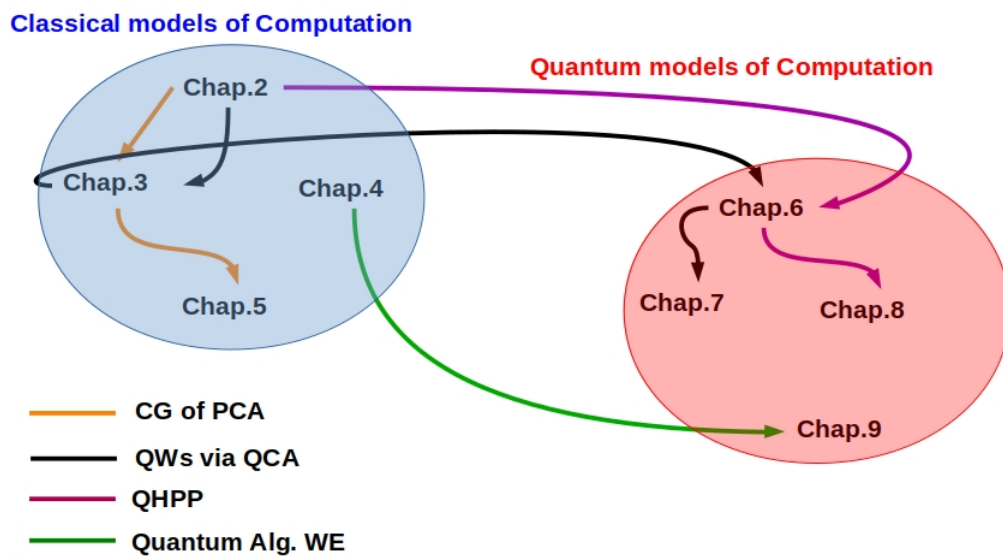 Classical models of Computation
Quantum models of Computation
Chap.2
Chap.3
Chap.4
Chap.6
Chap.5
Chap.7
Chap.8
Chap.9
CG of PCA
QWs via QCA
QHPP
Quantum Alg. WE